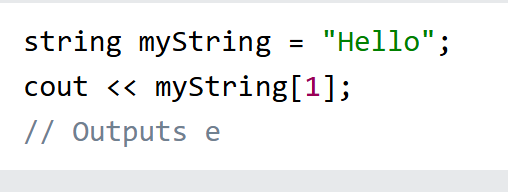 string myString = "Hello";
cout << myString[1];
// Outputs e